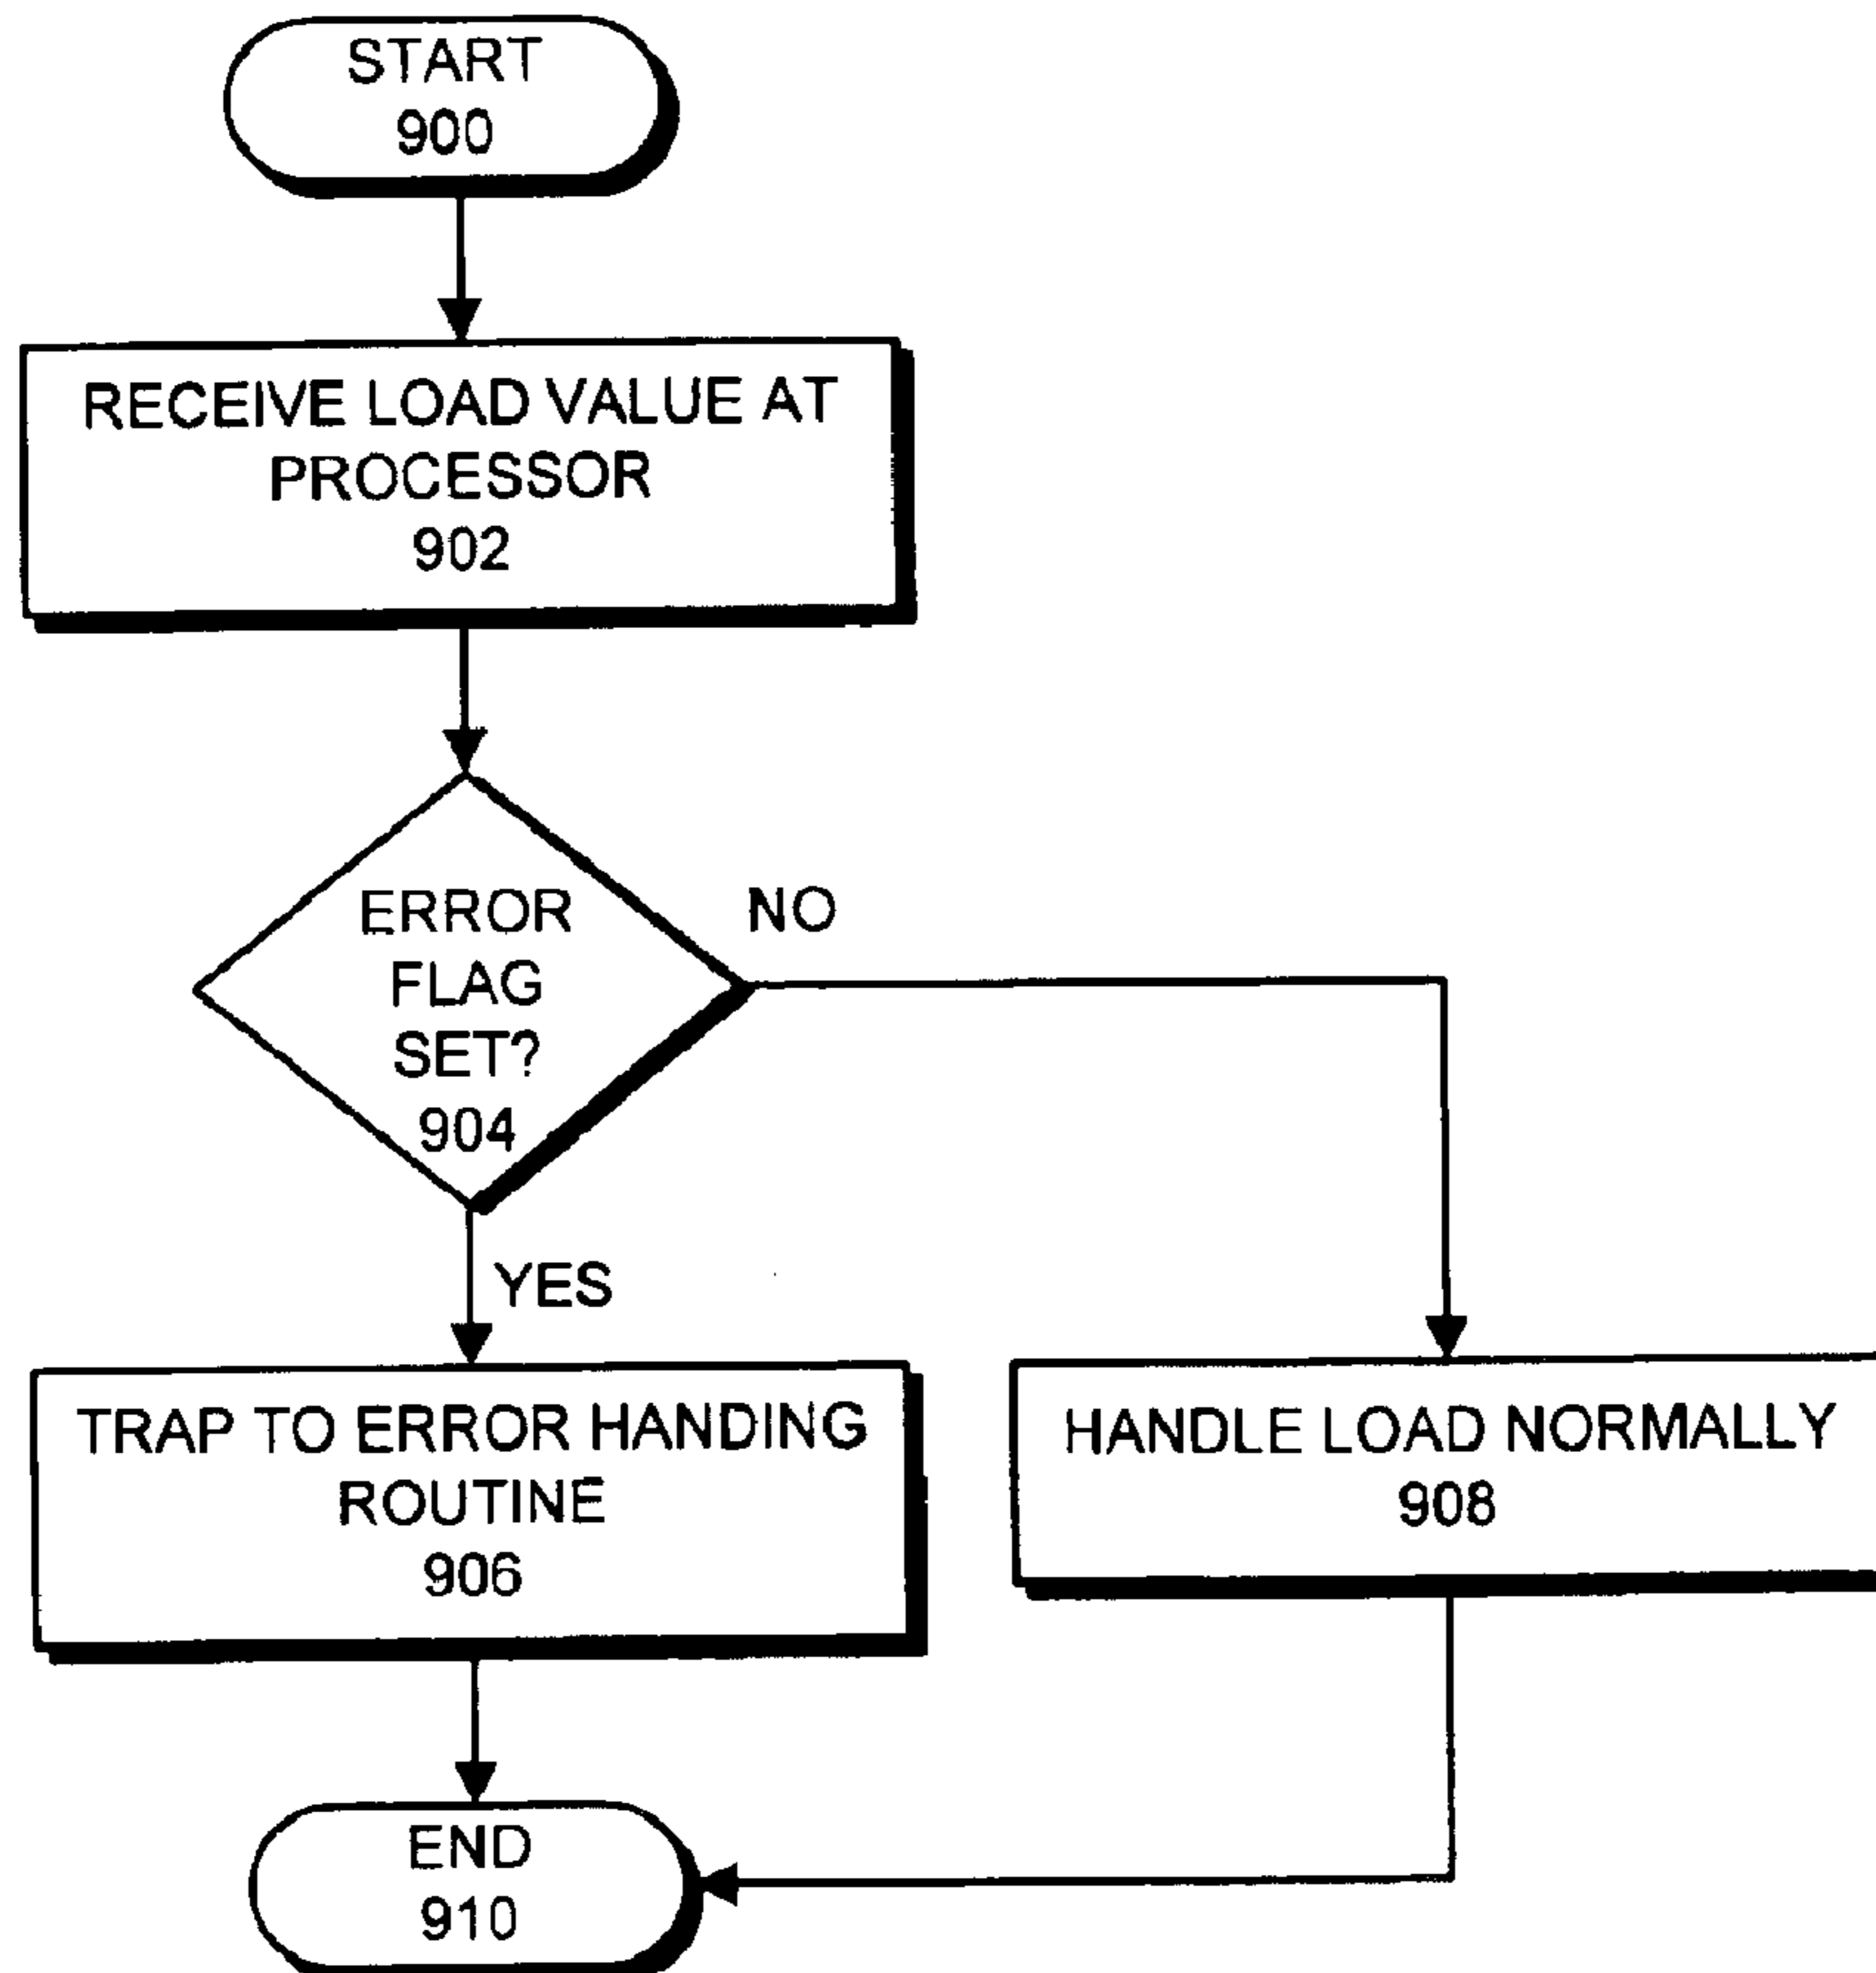 START
900
RECEIVE LOAD VALUE AT
PROCESSOR
902
ERROR
FLAG
SET?
904
NO
YES
TRAP TO ERROR HANDING
ROUTINE
906
HANDLE LOAD NORMALLY
908
END
910